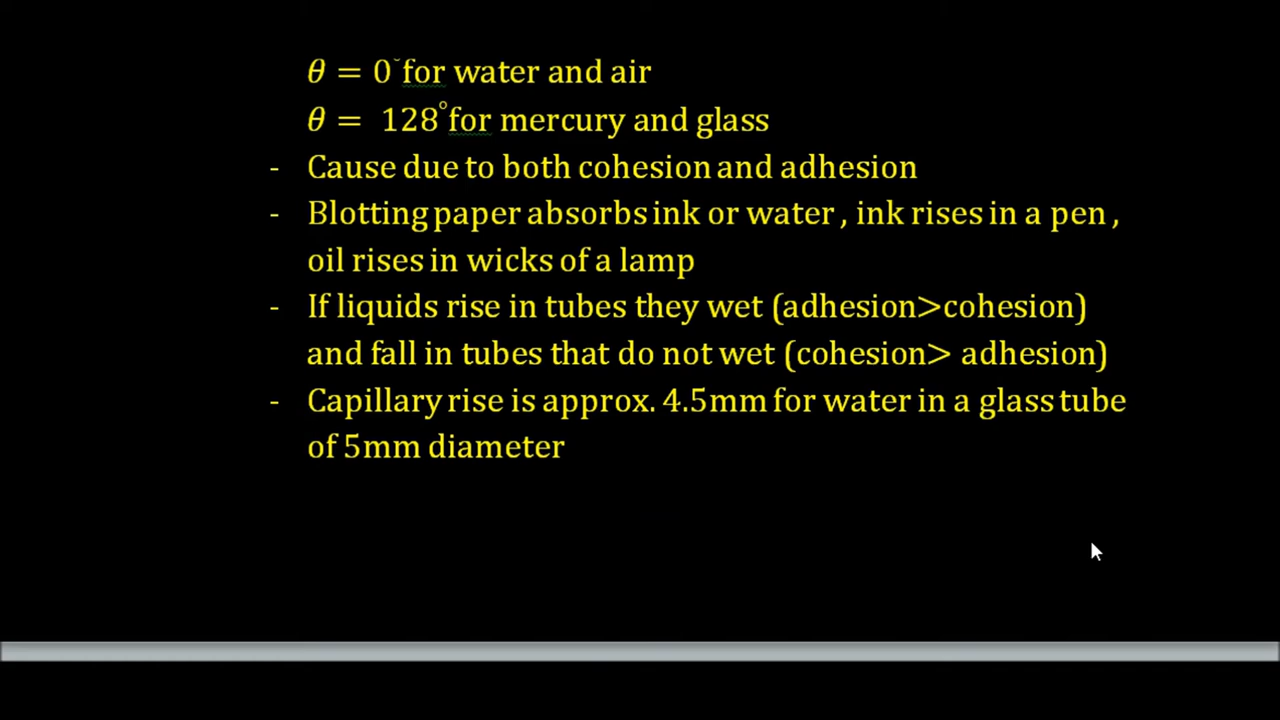 θ = 0˘for water and air
θ = 128°for mercury and glass
- Cause due to both cohesion and adhesion
- Blotting paper absorbs ink or water , ink rises in a pen ,
oil rises in wicks of a lamp
- If liquids rise in tubes they wet (adhesion>cohesion)
and fall in tubes that do not wet (cohesion> adhesion)
- Capillary rise is approx. 4.5mm for water in a glass tube
of 5mm diameter